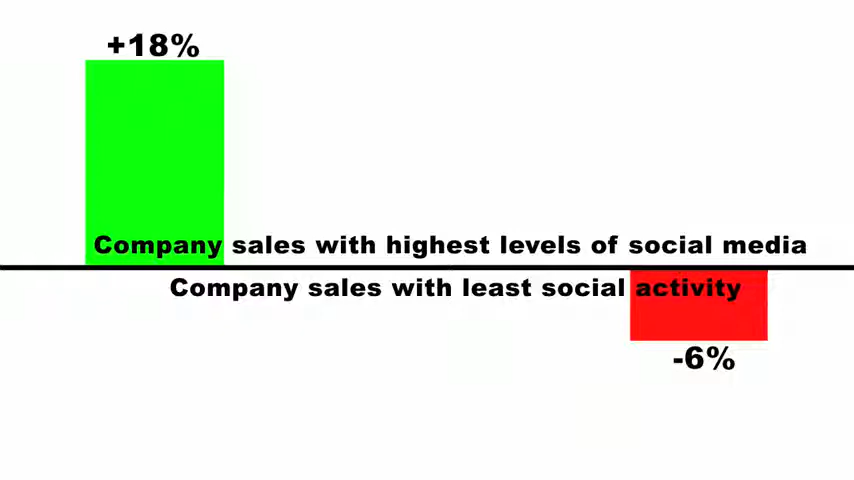 +18%
Company sales with highest levels of social media
Company sales with least social activity
-6%